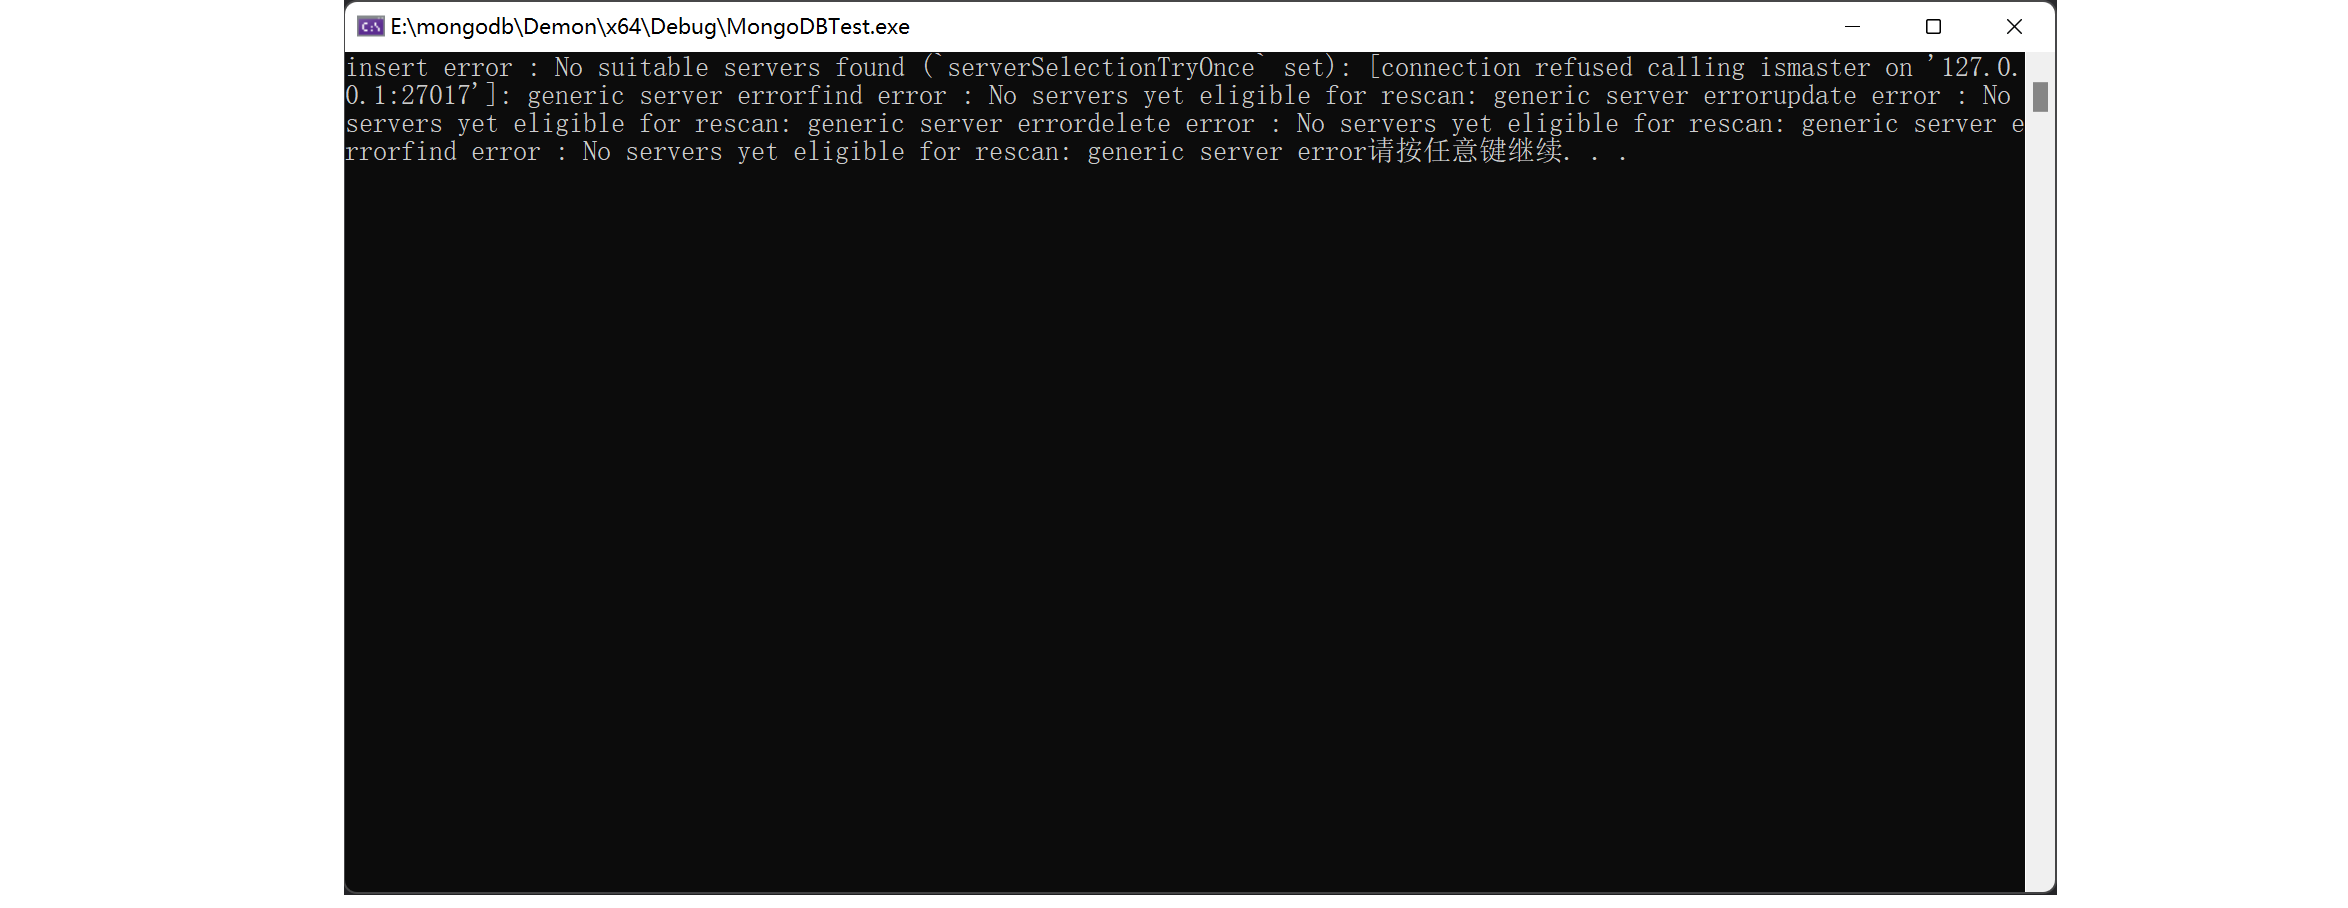 E:\mongodb\Demon\x64\Debug\MongoDBTest.exe
insert error : No suitable servers found (`serverSelectionTryOnce` set): [connection refused calling ismaster on '127.0.
0.1:27017']: generic server errorfind error : No servers yet eligible for rescan: generic server errorupdate error : No
servers yet eligible for rescan: generic server errordelete error : No servers yet eligible for rescan: generic server e
rrorfind error : No servers yet eligible for rescan: generic server error请按任意键继续. . .